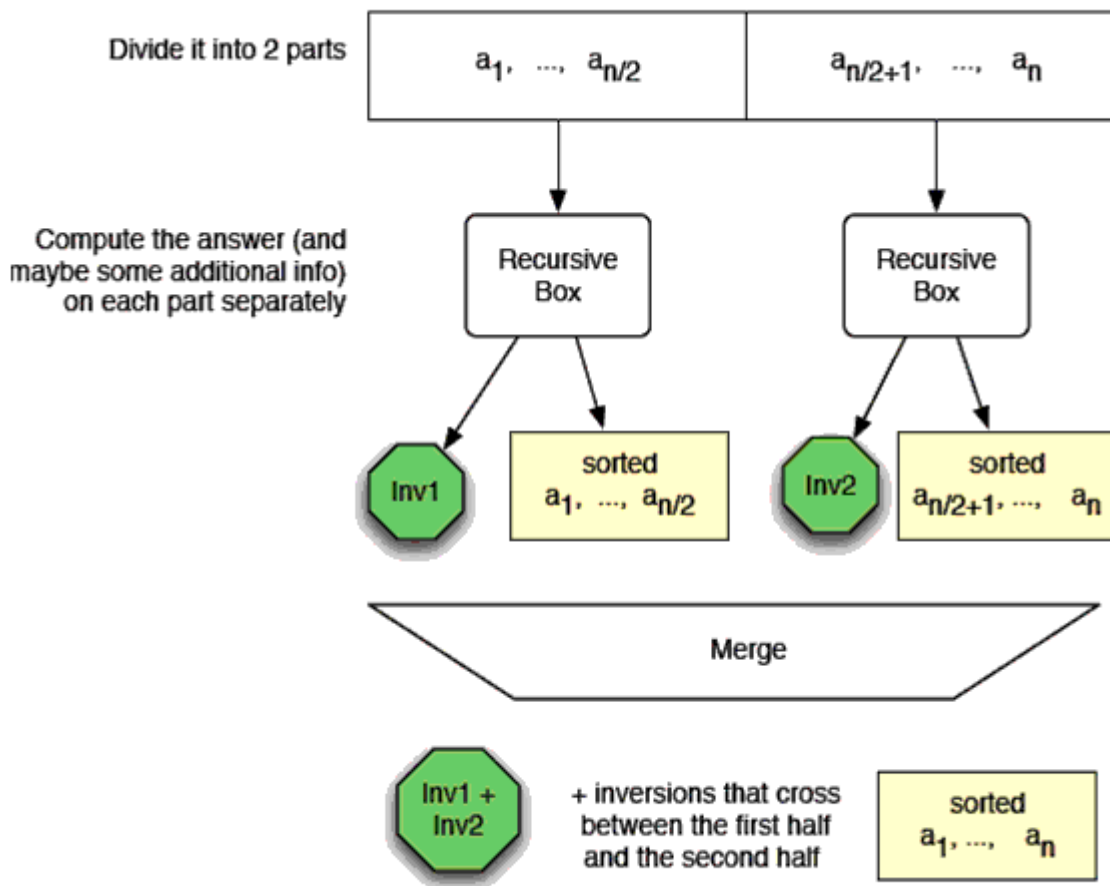 Divide it into 2 parts
a1, ..., an/2
an/2+1, ..., an
Compute the answer (and
maybe some additional info)
on each part separately
Recursive
Box
Recursive
Box
Inv1
sorted
a1, ..., an/2
Inv2
sorted
an/2+1, ..., an
Merge
Inv1 +
Inv2
+ inversions that cross
between the first half
and the second half
sorted
a1, ..., an